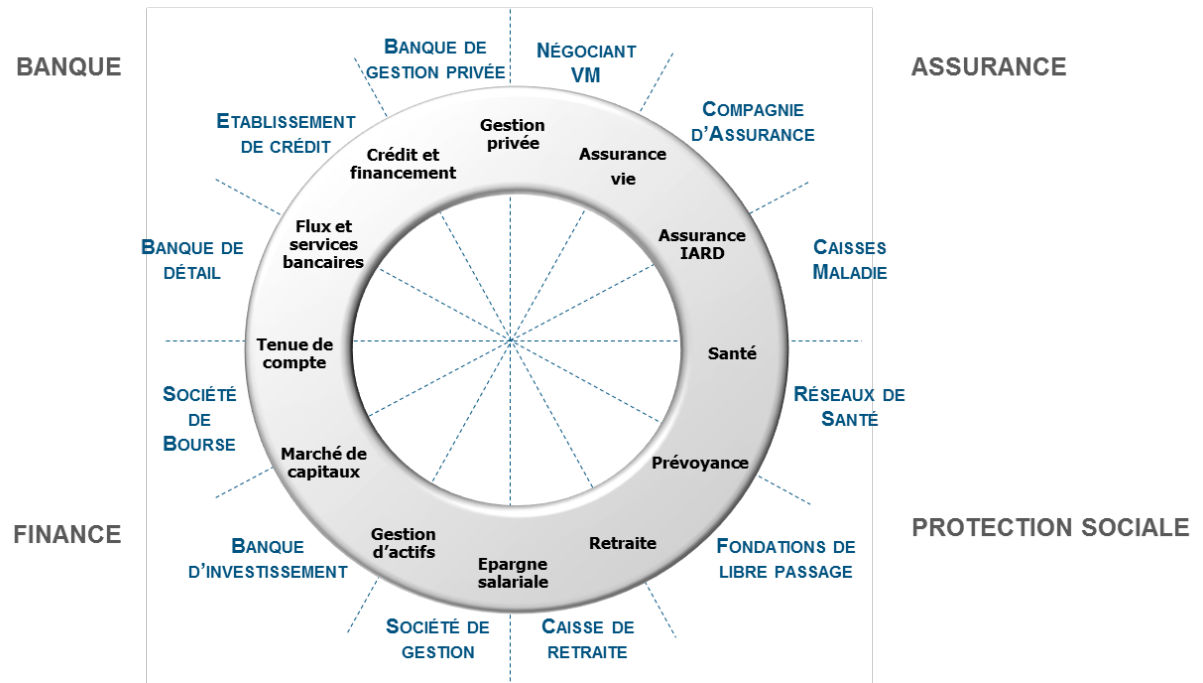 BANQUE
ASSURANCE
BANQUE DE
GESTION PRIVÉE
NÉGOCIANT
VM
COMPAGNIE
D'ASSURANCE
CAISSES
MALADIE
RÉSEAUX DE
SANTÉ
FONDATIONS DE
LIBRE PASSAGE
CAISSE DE
RETRAITE
SOCIÉTÉ DE
GESTION
BANQUE
D'INVESTISSEMENT
SOCIÉTÉ
DE
BOURSE
BANQUE DE
DÉTAIL
ETABLISSEMENT
DE CRÉDIT
Gestion
privée
Assurance
vie
Assurance
IARD
Santé
Prévoyance
Retraite
Epargne
salariale
Gestion
d'actifs
Marché de
capitaux
Tenue de
compte
Flux et
services
bancaires
Crédit et
financement
FINANCE
PROTECTION SOCIALE